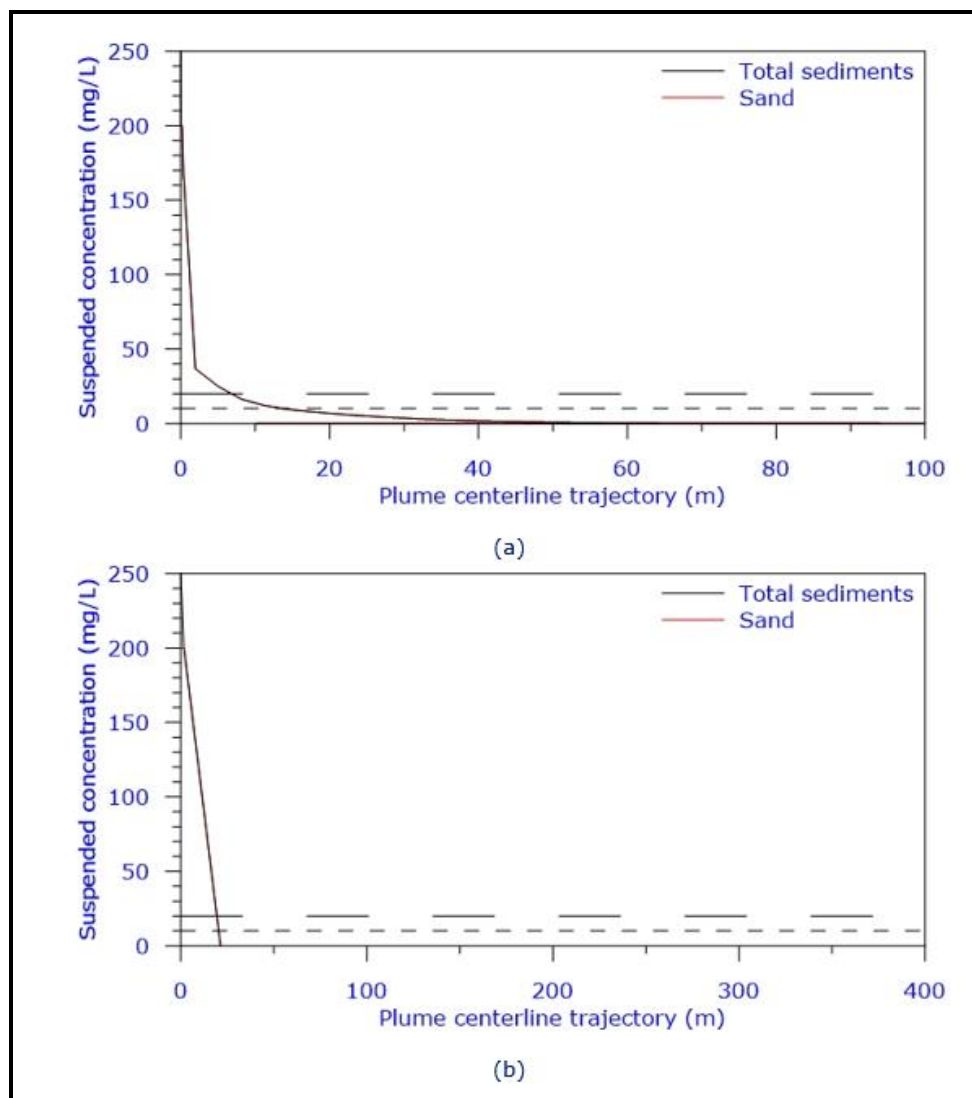 Suspended concentration (mg/L)
250
200
150
100
50
0
Total sediments
Sand
0 20 40 60 80 100
Plume centerline trajectory (m)
(a)
Suspended concentration (mg/L)
250
200
150
100
50
0
Total sediments
Sand
0 100 200 300 400
Plume centerline trajectory (m)
(b)